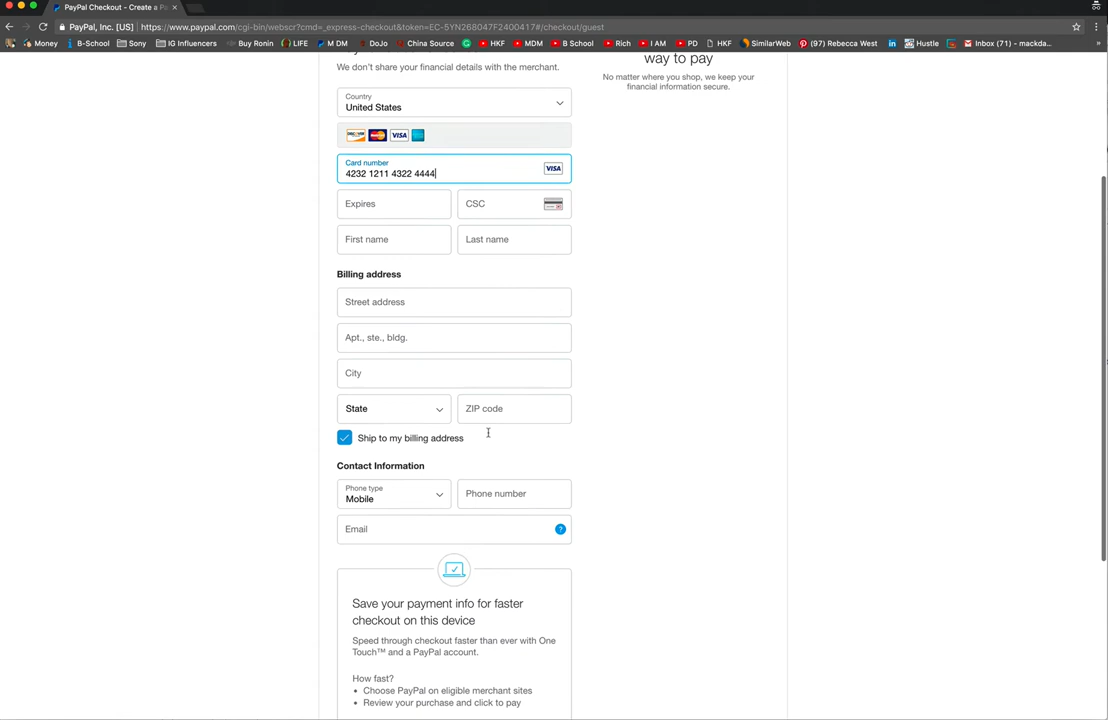 PayPal Checkout - Create a Pa
PayPal, Inc. [US] https://www.paypal.com/cgi-bin/webscr?cmd=_express-checkout&token=EC-5YN268047F2400417#/checkout/guest
Money B-School Sony IG Influencers Buy Ronin LIFE M DM DoJo China Source HKF MDM B School Rich I AM PD HKF SimilarWeb (97) Rebecca West Hustle Inbox (71) - mackda...
We don't share your financial details with the merchant.
way to pay
No matter where you shop, we keep your
financial information secure.
Country
United States
DISCOVER VISA
Card number
4232 1211 4322 4444
VISA
Expires CSC
First name Last name
Billing address
Street address
Apt., ste., bldg.
City
State ZIP code
Ship to my billing address
Contact Information
Phone type
Mobile
Phone number
Email ?
Save your payment info for faster
checkout on this device
Speed through checkout faster than ever with One
Touch™ and a PayPal account.
How fast?
• Choose PayPal on eligible merchant sites
• Review your purchase and click to pay